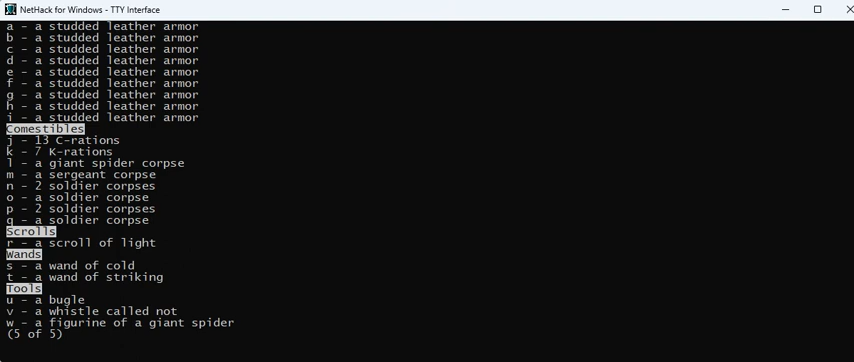 NetHack for Windows - TTY Interface
a - a studded leather armor
b - a studded leather armor
c - a studded leather armor
d - a studded leather armor
e - a studded leather armor
f - a studded leather armor
g - a studded leather armor
h - a studded leather armor
i - a studded leather armor
Comestibles
j - 13 C-rations
k - 7 K-rations
l - a giant spider corpse
m - a sergeant corpse
n - 2 soldier corpses
o - a soldier corpse
p - 2 soldier corpses
q - a soldier corpse
Scrolls
r - a scroll of light
Wands
s - a wand of cold
t - a wand of striking
Tools
u - a bugle
v - a whistle called not
w - a figurine of a giant spider
(5 of 5)